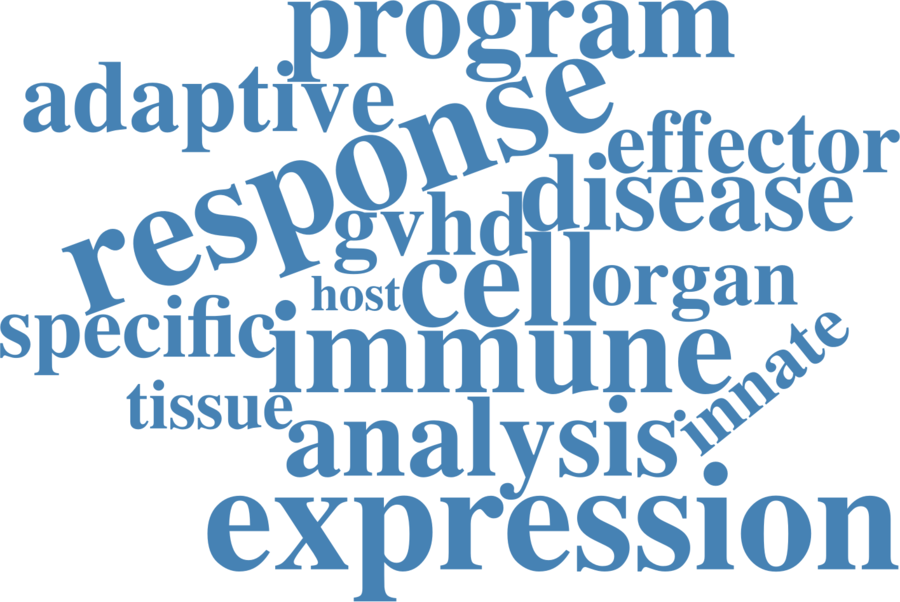 program
adaptive
response
effector
disease
gvhd
cell
organ
host
specific
immune
innate
tissue
analysis
expression